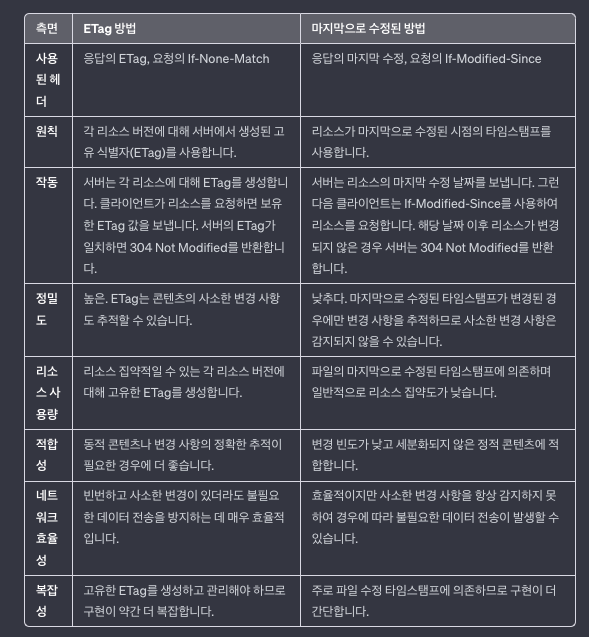 측면 ETag 방법 마지막으로 수정된 방법
사용
된 헤
더
응답의 ETag, 요청의 If-None-Match
응답의 마지막 수정, 요청의 If-Modified-Since
원칙
각 리소스 버전에 대해 서버에서 생성된 고
유 식별자(ETag)를 사용합니다.
리소스가 마지막으로 수정된 시점의 타임스탬프를
사용합니다.
작동
서버는 각 리소스에 대해 ETag를 생성합니
다. 클라이언트가 리소스를 요청하면 보유
한 ETag 값을 보냅니다. 서버의 ETag가
일치하면 304 Not Modified를 반환합니
다.
서버는 리소스의 마지막 수정 날짜를 보냅니다. 그런
다음 클라이언트는 If-Modified-Since를 사용하여
리소스를 요청합니다. 해당 날짜 이후 리소스가 변경
되지 않은 경우 서버는 304 Not Modified를 반환
합니다.
정밀
도
높은. ETag는 콘텐츠의 사소한 변경 사항
도 추적할 수 있습니다.
낮추다. 마지막으로 수정된 타임스탬프가 변경된 경
우에만 변경 사항을 추적하므로 사소한 변경 사항은
감지되지 않을 수 있습니다.
리소
스 사
용량
리소스 집약적일 수 있는 각 리소스 버전에
대해 고유한 ETag를 생성합니다.
파일의 마지막으로 수정된 타임스탬프에 의존하며
일반적으로 리소스 집약도가 낮습니다.
적합
성
동적 콘텐츠나 변경 사항의 정확한 추적이
필요한 경우에 더 좋습니다.
변경 빈도가 낮고 세분화되지 않은 정적 콘텐츠에 적
합합니다.
네트
워크
효율
성
빈번하고 사소한 변경이 있더라도 불필요
한 데이터 전송을 방지하는 데 매우 효율적
입니다.
효율적이지만 사소한 변경 사항을 항상 감지하지 못
하여 경우에 따라 불필요한 데이터 전송이 발생할 수
있습니다.
복잡
성
고유한 ETag를 생성하고 관리해야 하므로
구현이 약간 더 복잡합니다.
주로 파일 수정 타임스탬프에 의존하므로 구현이 더
간단합니다.